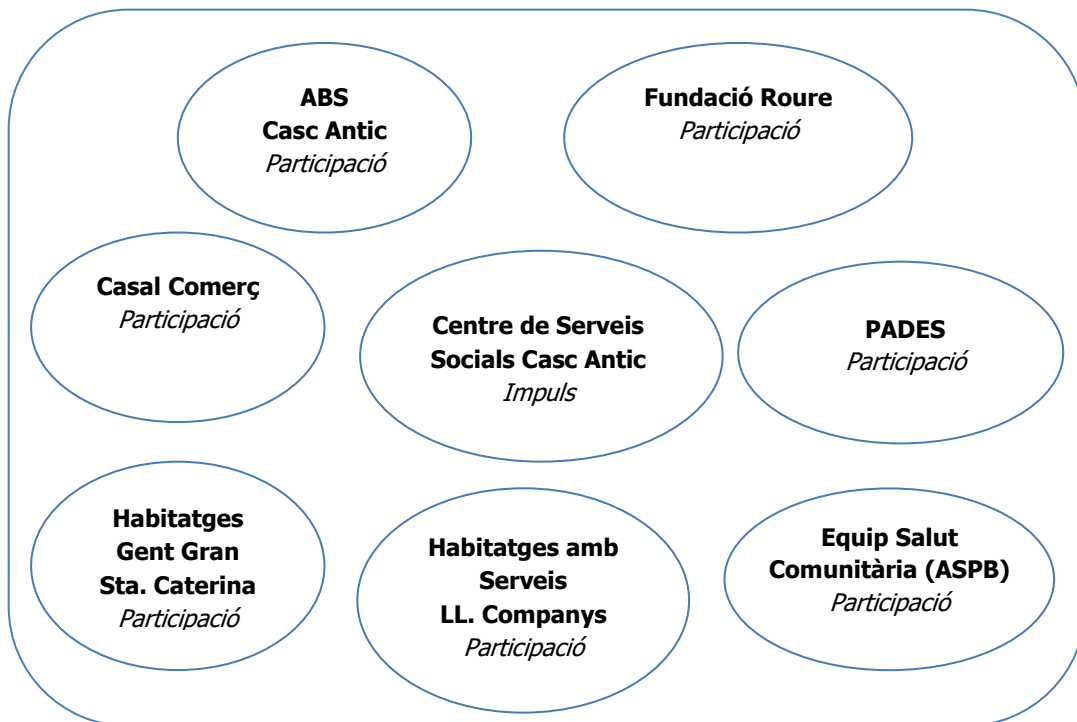 ABS
Casc Antic
Participació
Fundació Roure
Participació
Casal Comerç
Participació
Centre de Serveis
Socials Casc Antic
Impuls
PADES
Participació
Habitatges
Gent Gran
Sta. Caterina
Participació
Habitatges amb
Serveis
LL. Companys
Participació
Equip Salut
Comunitària (ASPB)
Participació